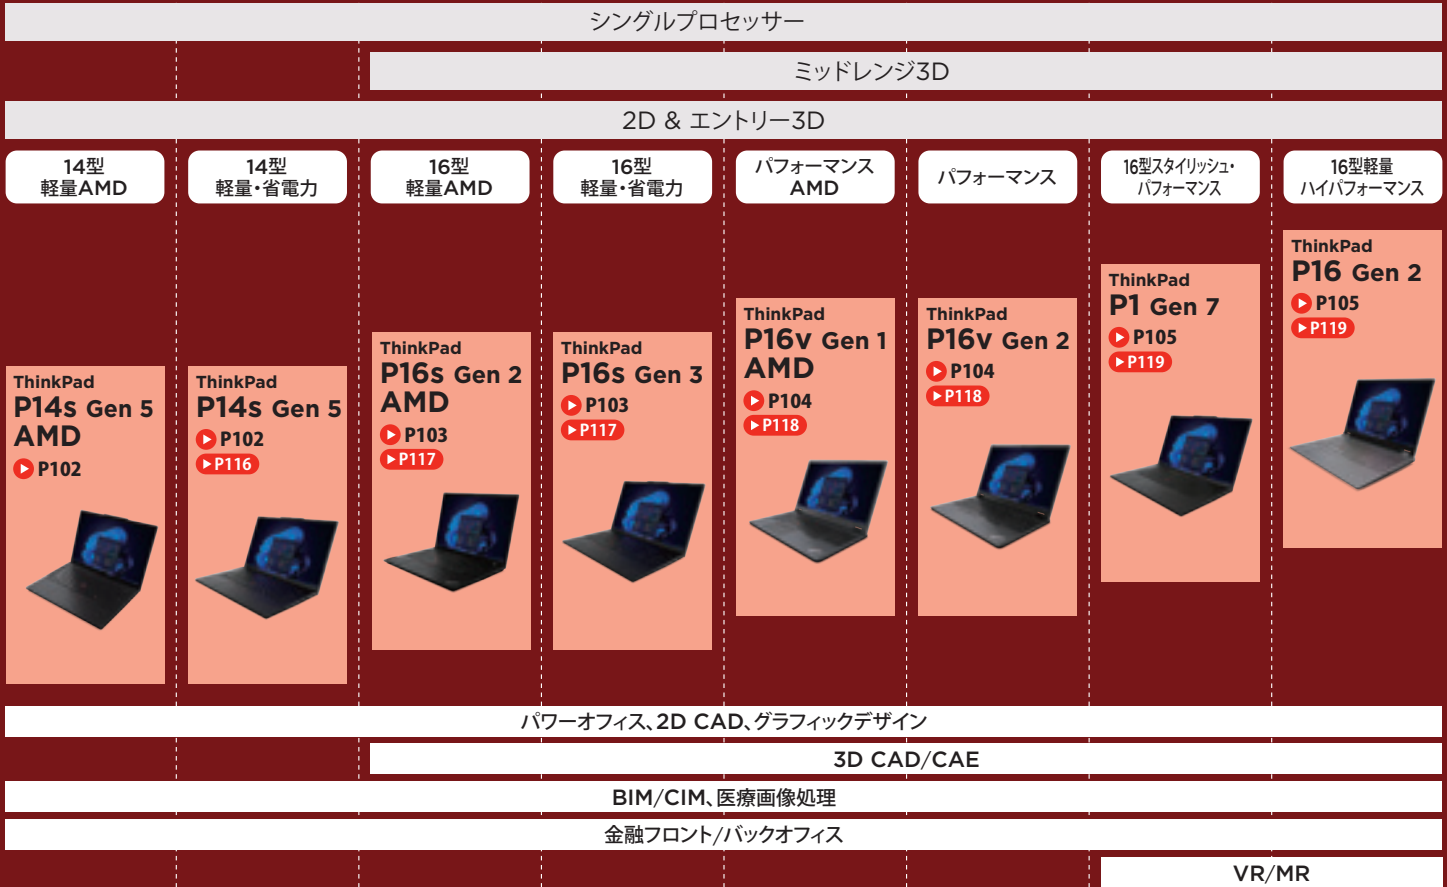 シングルプロセッサー
ミッドレンジ3D
2D & エントリー3D
14型
軽量AMD
14型
軽量・省電力
16型
軽量AMD
16型
軽量・省電力
パフォーマンス
AMD
パフォーマンス
16型スタイリッシュ・
パフォーマンス
16型軽量
ハイパフォーマンス
ThinkPad
P14s Gen 5
AMD
P102
ThinkPad
P14s Gen 5
P102
P116
ThinkPad
P16s Gen 2
AMD
P103
P117
ThinkPad
P16s Gen 3
P103
P117
ThinkPad
P16v Gen 1
AMD
P104
P118
ThinkPad
P16v Gen 2
P104
P118
ThinkPad
P1 Gen 7
P105
P119
ThinkPad
P16 Gen 2
P105
P119
パワーオフィス、2D CAD、グラフィックデザイン
3D CAD/CAE
BIM/CIM、医療画像処理
金融フロント/バックオフィス
VR/MR